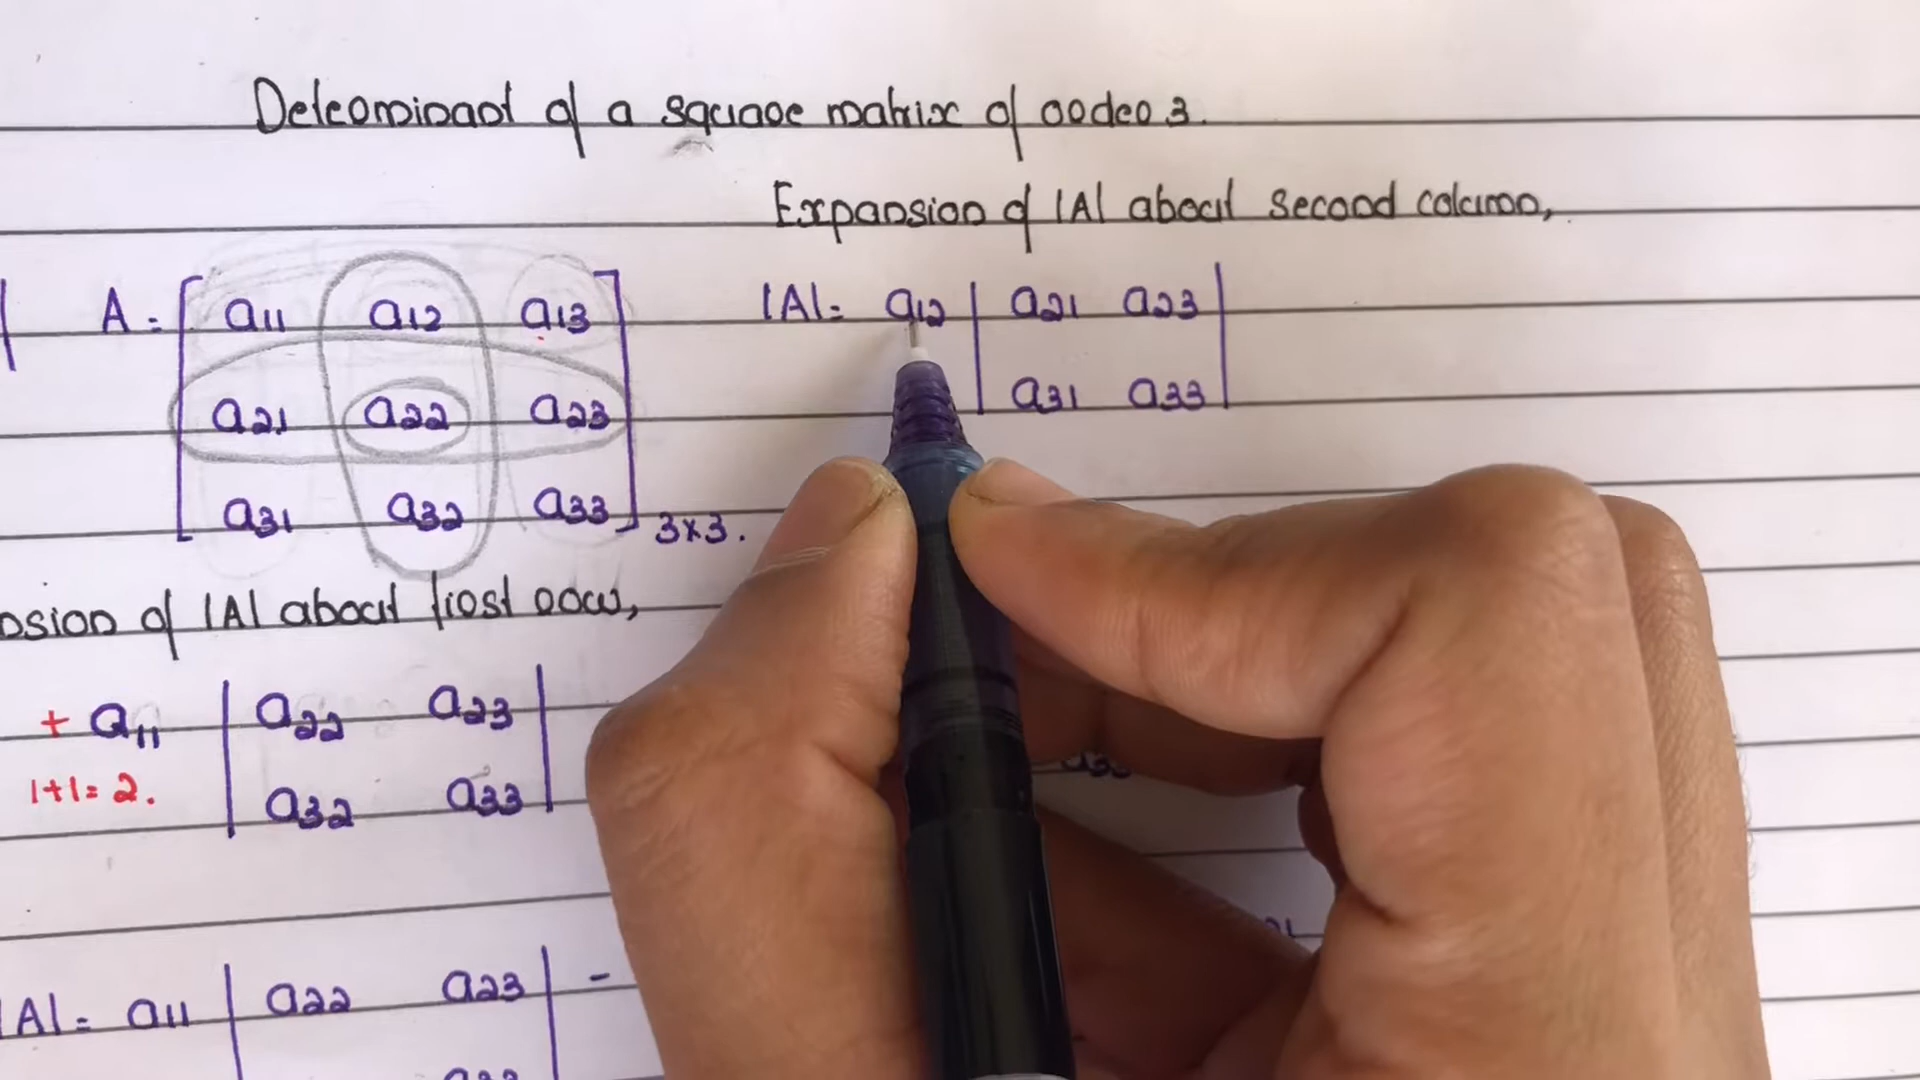 Determinant of a square matrix of order 3.
Expansion of |A| about second column,
A = [ a11 a12 a13
a21 a22 a23
a31 a32 a33 ] 3×3.
|A| = a12 | a21 a23 |
| a31 a33 |
nsion of |A| about first row,
+ a11 | a22 a23 |
1+1=2. | a32 a33 |
|A| = a11 | a22 a23 | -